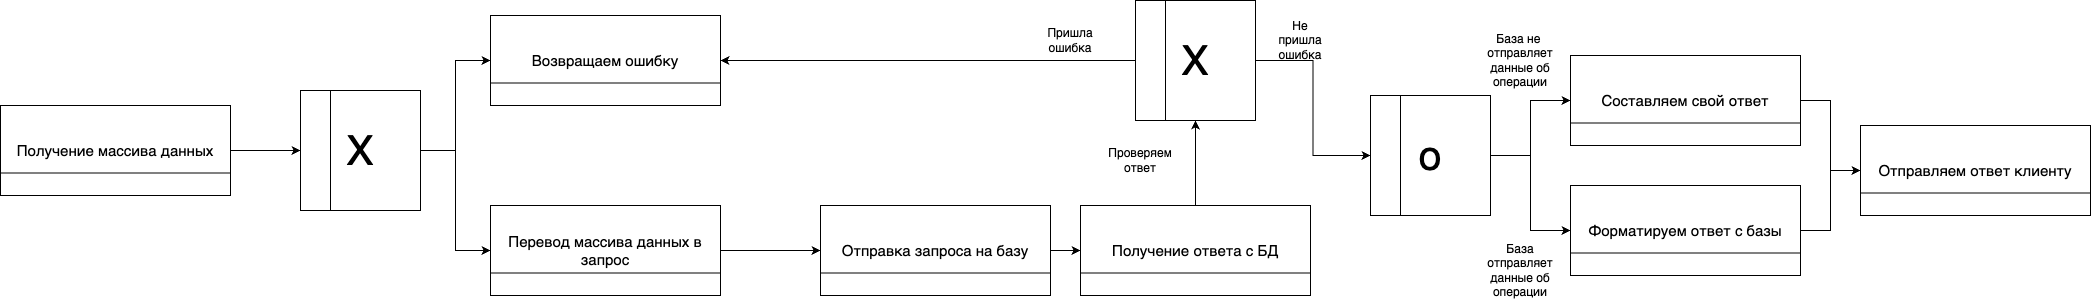 Получение массива данных
X
Возвращаем ошибку
Перевод массива данных в
запрос
Отправка запроса на базу
Получение ответа с БД
Проверяем
ответ
X
Пришла
ошибка
Не
пришла
ошибка
О
База не
отправляет
данные об
операции
Составляем свой ответ
База
отправляет
данные об
операции
Форматируем ответ с базы
Отправляем ответ клиенту